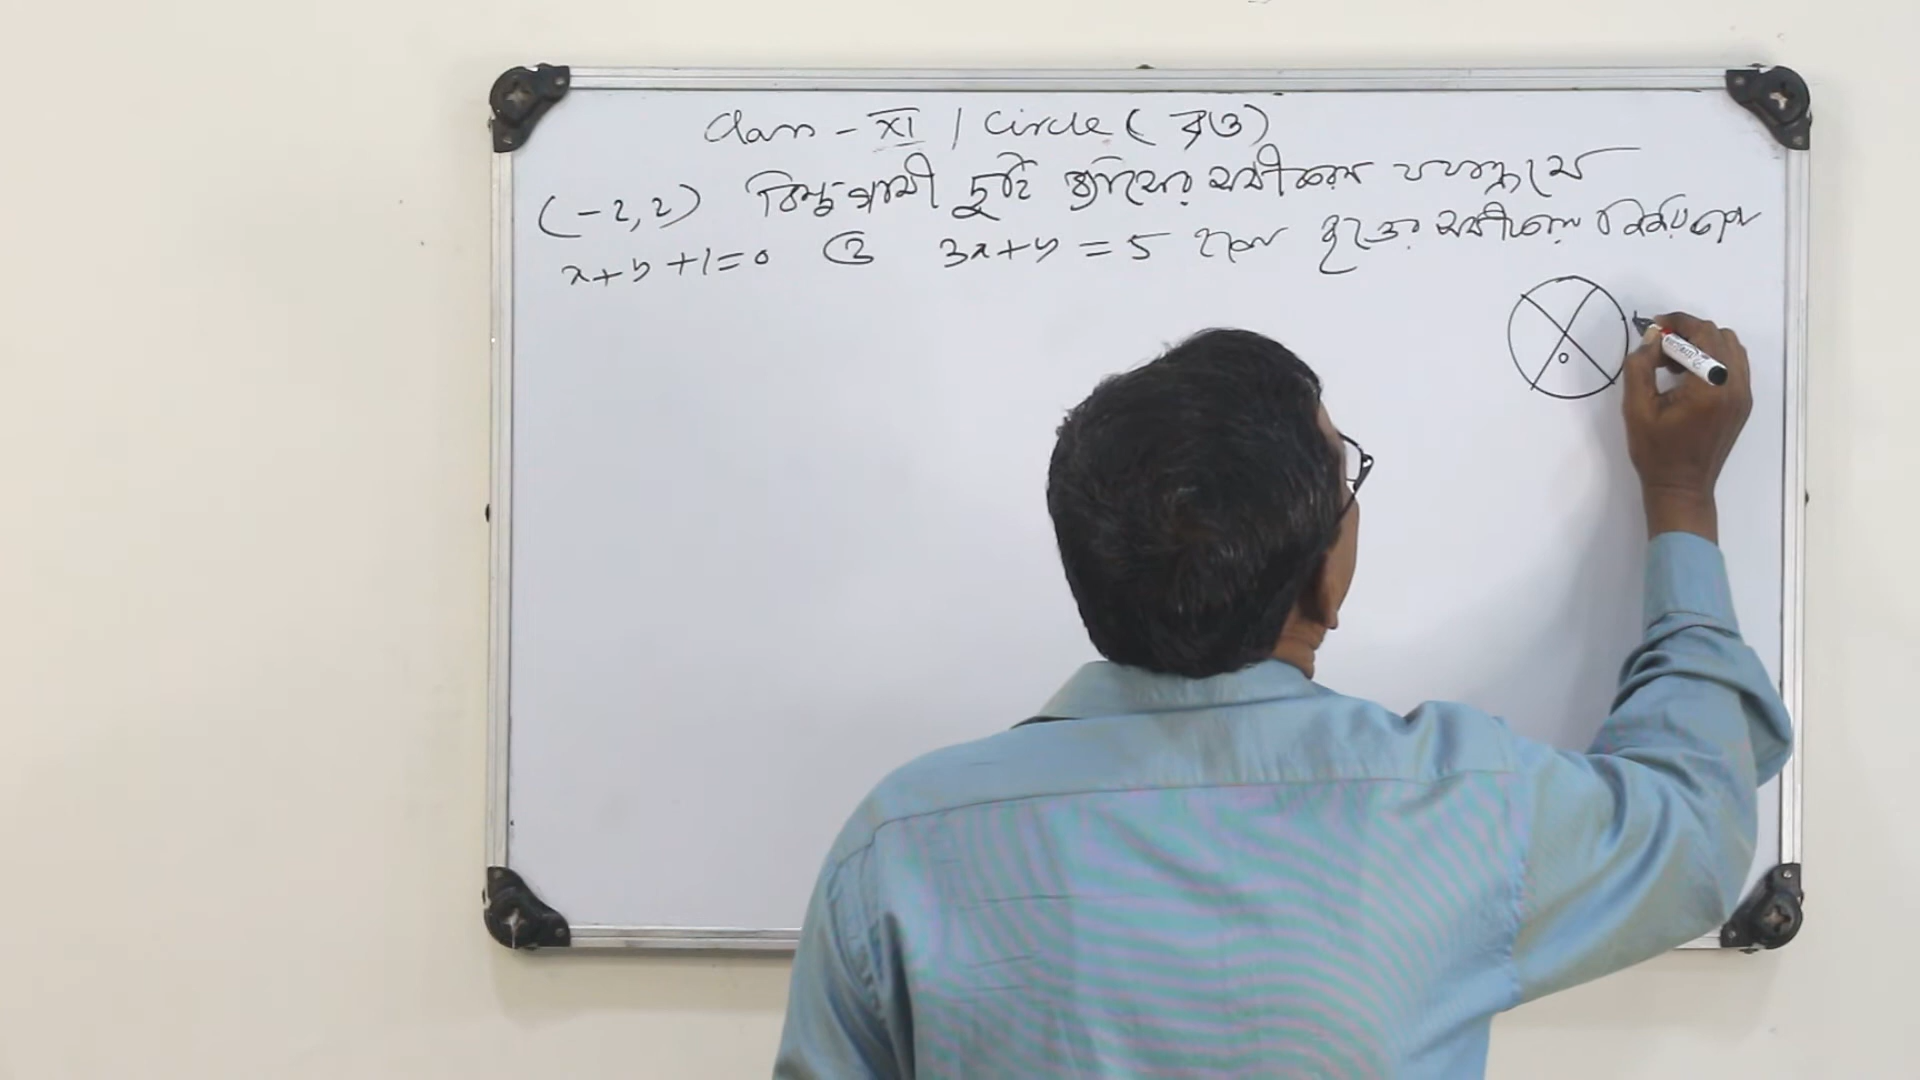 Class - XI / Circle (বৃত্ত)
(-2, 2) বিন্দুগামী দুটি ব্যাসের সমীকরণ যথাক্রমে
x+y+1=0 ও 3x+y=5 হলে বৃত্তের সমীকরণ নির্ণয় করো
O